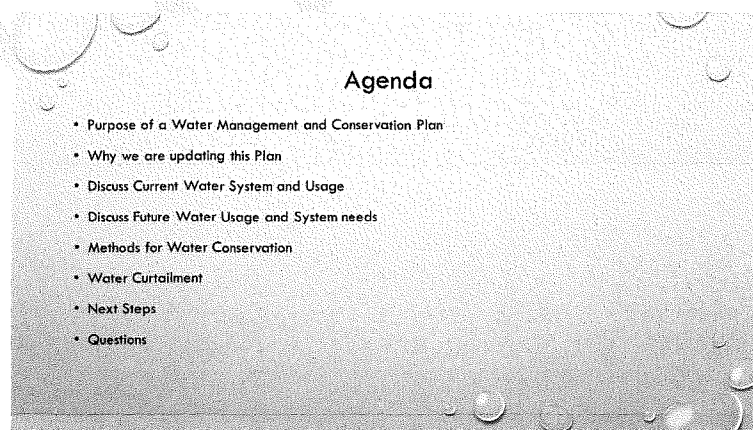 Agenda
• Purpose of a Water Management and Conservation Plan
• Why we are updating this Plan
• Discuss Current Water System and Usage
• Discuss Future Water Usage and System needs
• Methods for Water Conservation
• Water Curtailment
• Next Steps
• Questions